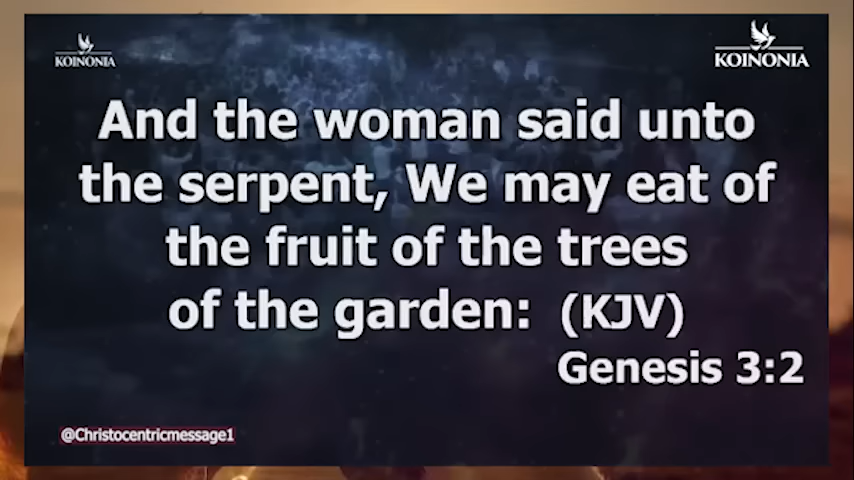 KOINONIA
KOINONIA
And the woman said unto
the serpent, We may eat of
the fruit of the trees
of the garden: (KJV)
Genesis 3:2
@Christocentricmessage1